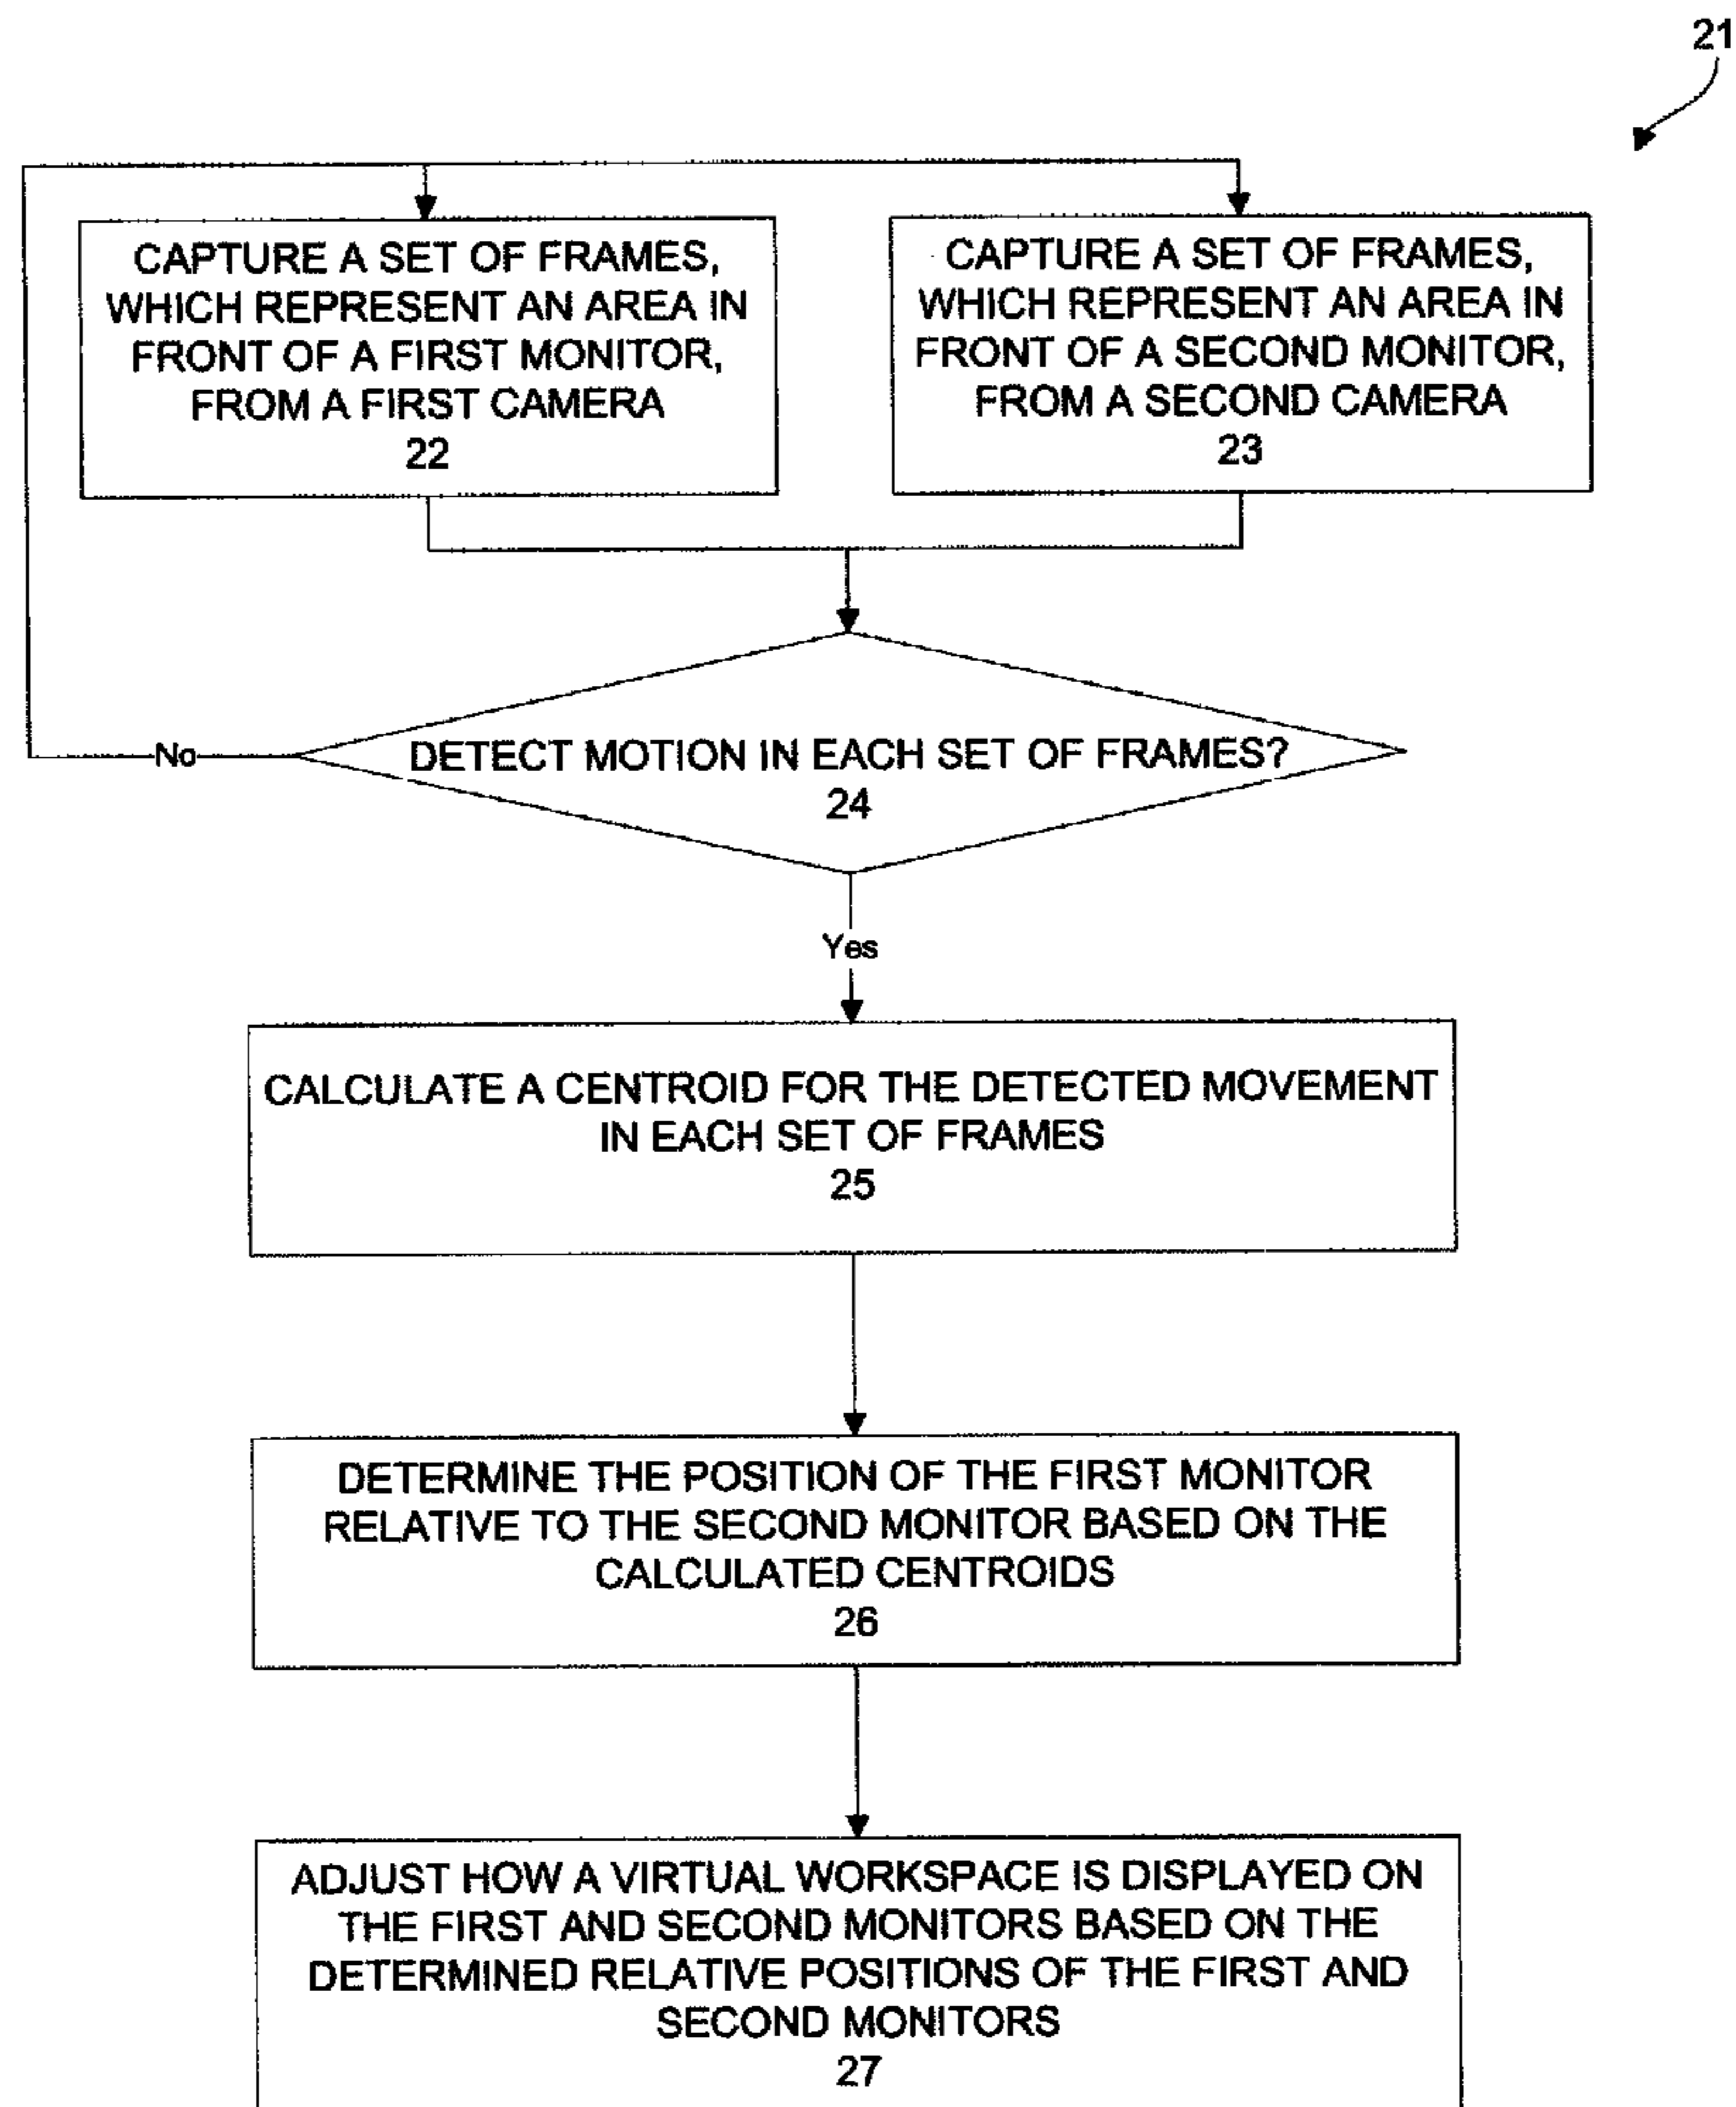 21
CAPTURE A SET OF FRAMES,
WHICH REPRESENT AN AREA IN
FRONT OF A FIRST MONITOR,
FROM A FIRST CAMERA
22
CAPTURE A SET OF FRAMES,
WHICH REPRESENT AN AREA IN
FRONT OF A SECOND MONITOR,
FROM A SECOND CAMERA
23
No
DETECT MOTION IN EACH SET OF FRAMES?
24
Yes
CALCULATE A CENTROID FOR THE DETECTED MOVEMENT
IN EACH SET OF FRAMES
25
DETERMINE THE POSITION OF THE FIRST MONITOR
RELATIVE TO THE SECOND MONITOR BASED ON THE
CALCULATED CENTROIDS
26
ADJUST HOW A VIRTUAL WORKSPACE IS DISPLAYED ON
THE FIRST AND SECOND MONITORS BASED ON THE
DETERMINED RELATIVE POSITIONS OF THE FIRST AND
SECOND MONITORS
27